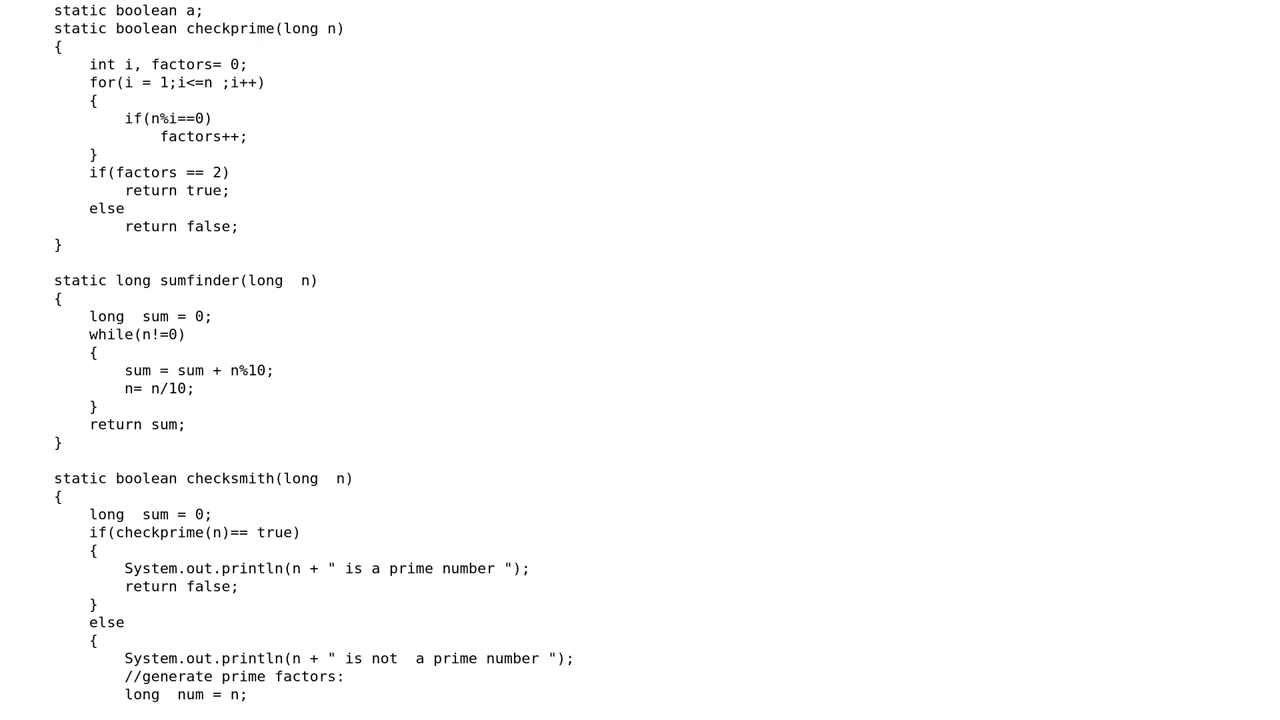 static boolean a;
static boolean checkprime(long n)
{
int i, factors= 0;
for(i = 1;i<=n ;i++)
{
if(n%i==0)
factors++;
}
if(factors == 2)
return true;
else
return false;
}
static long sumfinder(long  n)
{
long  sum = 0;
while(n!=0)
{
sum = sum + n%10;
n= n/10;
}
return sum;
}
static boolean checksmith(long  n)
{
long  sum = 0;
if(checkprime(n)== true)
{
System.out.println(n + " is a prime number ");
return false;
}
else
{
System.out.println(n + " is not  a prime number ");
//generate prime factors:
long  num = n;